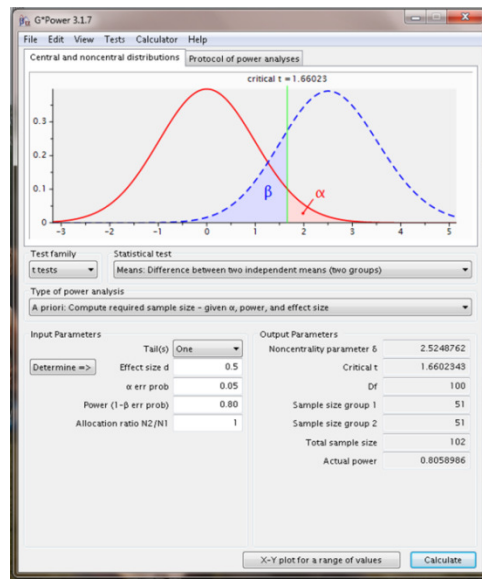 G*Power 3.1.7
File Edit View Tests Calculator Help
Central and noncentral distributions Protocol of power analyses
critical t = 1.66023
0.3
0.2
0.1
0
β
α
-3 -2 -1 0 1 2 3 4 5
Test family Statistical test
t tests Means: Difference between two independent means (two groups)
Type of power analysis
A priori: Compute required sample size - given α, power, and effect size
Input Parameters Output Parameters
Tail(s) One Noncentrality parameter δ 2.5248762
Determine => Effect size d 0.5 Critical t 1.6602343
α err prob 0.05 Df 100
Power (1-β err prob) 0.80 Sample size group 1 51
Allocation ratio N2/N1 1 Sample size group 2 51
Total sample size 102
Actual power 0.8058986
X-Y plot for a range of values Calculate